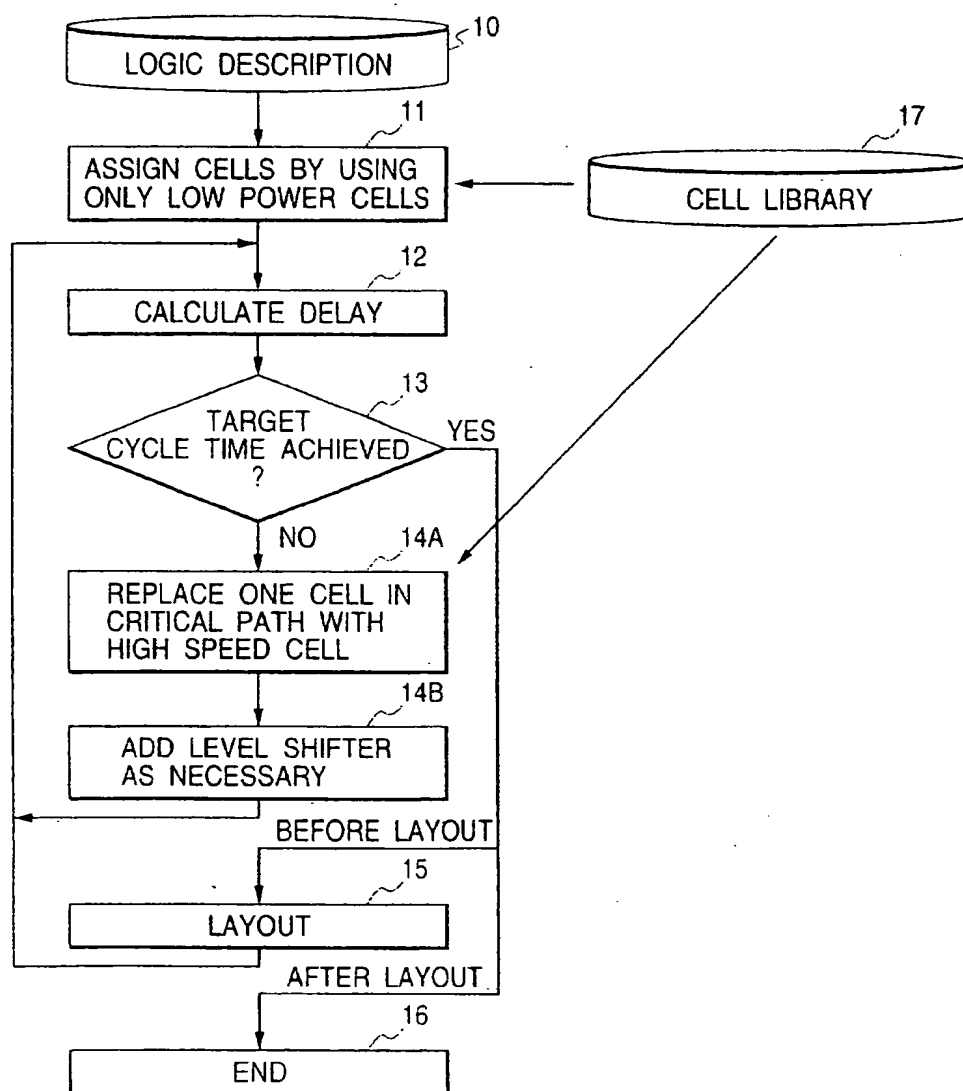 10
LOGIC DESCRIPTION
11
ASSIGN CELLS BY USING
ONLY LOW POWER CELLS
17
CELL LIBRARY
12
CALCULATE DELAY
13
TARGET
CYCLE TIME ACHIEVED
?
YES
NO
14A
REPLACE ONE CELL IN
CRITICAL PATH WITH
HIGH SPEED CELL
14B
ADD LEVEL SHIFTER
AS NECESSARY
BEFORE LAYOUT
15
LAYOUT
AFTER LAYOUT
16
END